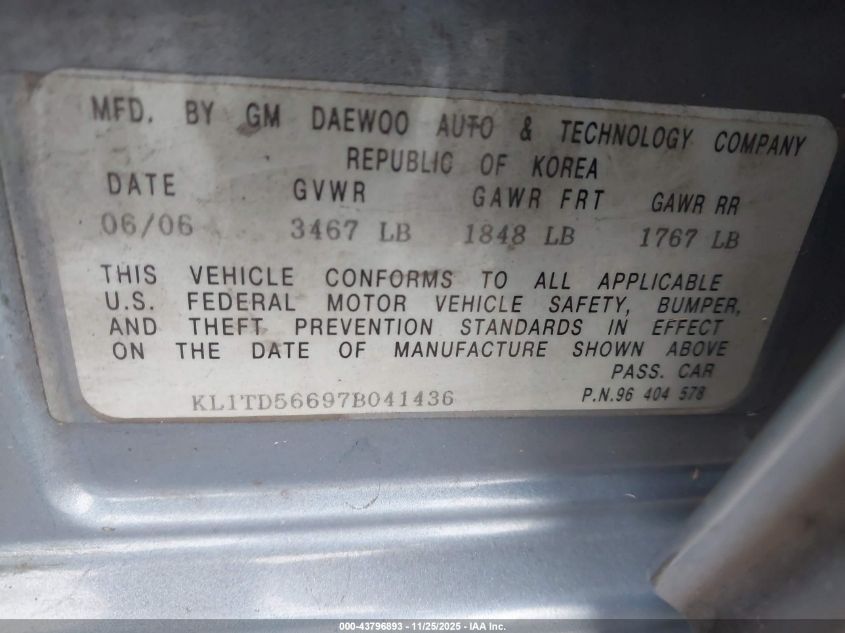 MFD. BY GM DAEWOO AUTO & TECHNOLOGY COMPANY
REPUBLIC OF KOREA
DATE GVWR GAWR FRT GAWR RR
06/06 3467 LB 1848 LB 1767 LB
THIS VEHICLE CONFORMS TO ALL APPLICABLE
U.S. FEDERAL MOTOR VEHICLE SAFETY, BUMPER,
AND THEFT PREVENTION STANDARDS IN EFFECT
ON THE DATE OF MANUFACTURE SHOWN ABOVE
PASS. CAR
KL1TD56697B041436 P.N.96 404 578
000-43796893 - 11/25/2025 - IAA Inc.